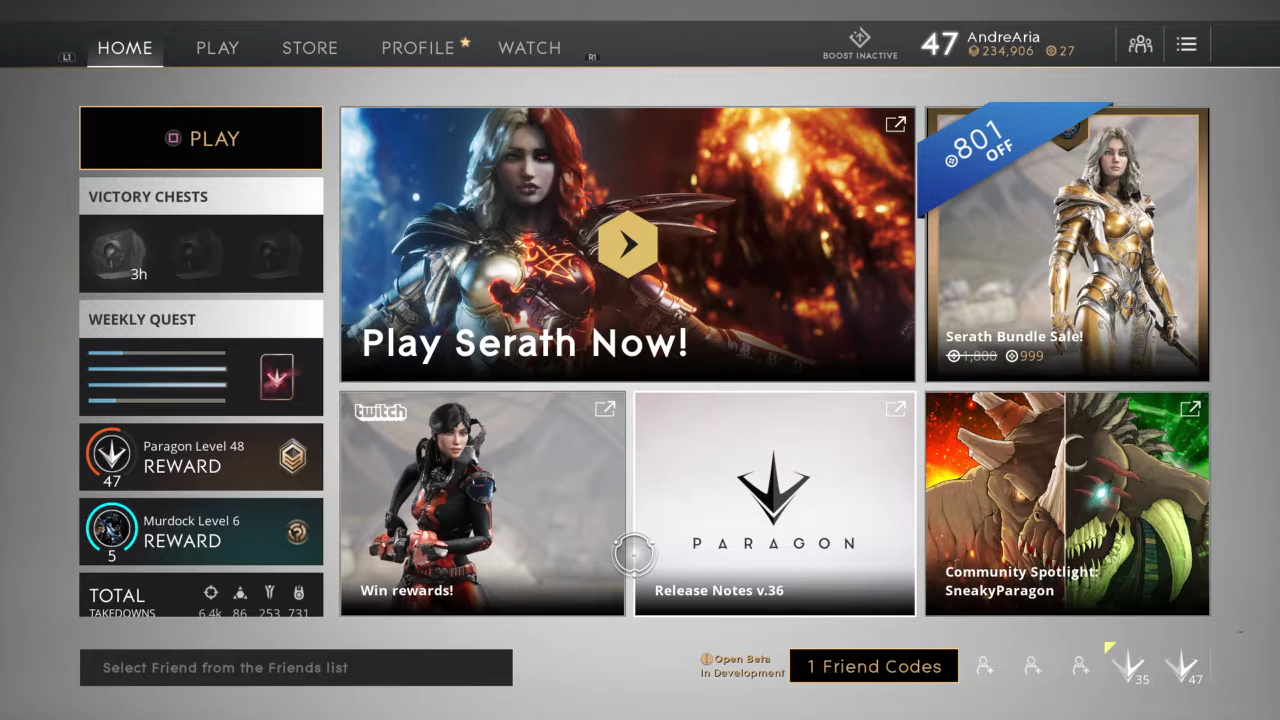 L1
HOME
PLAY
STORE
PROFILE
WATCH
R1
BOOST INACTIVE
47
AndreAria
234,906
27
PLAY
VICTORY CHESTS
3h
WEEKLY QUEST
47
Paragon Level 48
REWARD
5
Murdock Level 6
REWARD
TOTAL
TAKEDOWNS
6.4k
86
253
731
Play Serath Now!
801
OFF
Serath Bundle Sale!
1,800
999
twitch
Win rewards!
PARAGON
Release Notes v.36
Community Spotlight:
SneakyParagon
Select Friend from the Friends list
Open Beta
In Development
1 Friend Codes
35
47